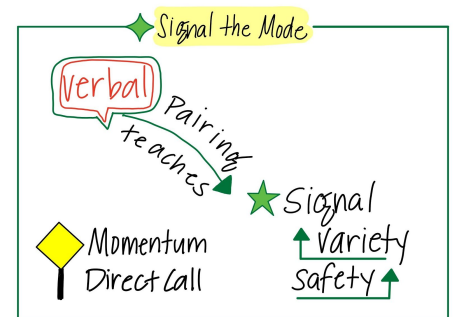 Signal the Mode
verbal
Pairing
teaches
Signal
variety
safety
Momentum
Direct Call